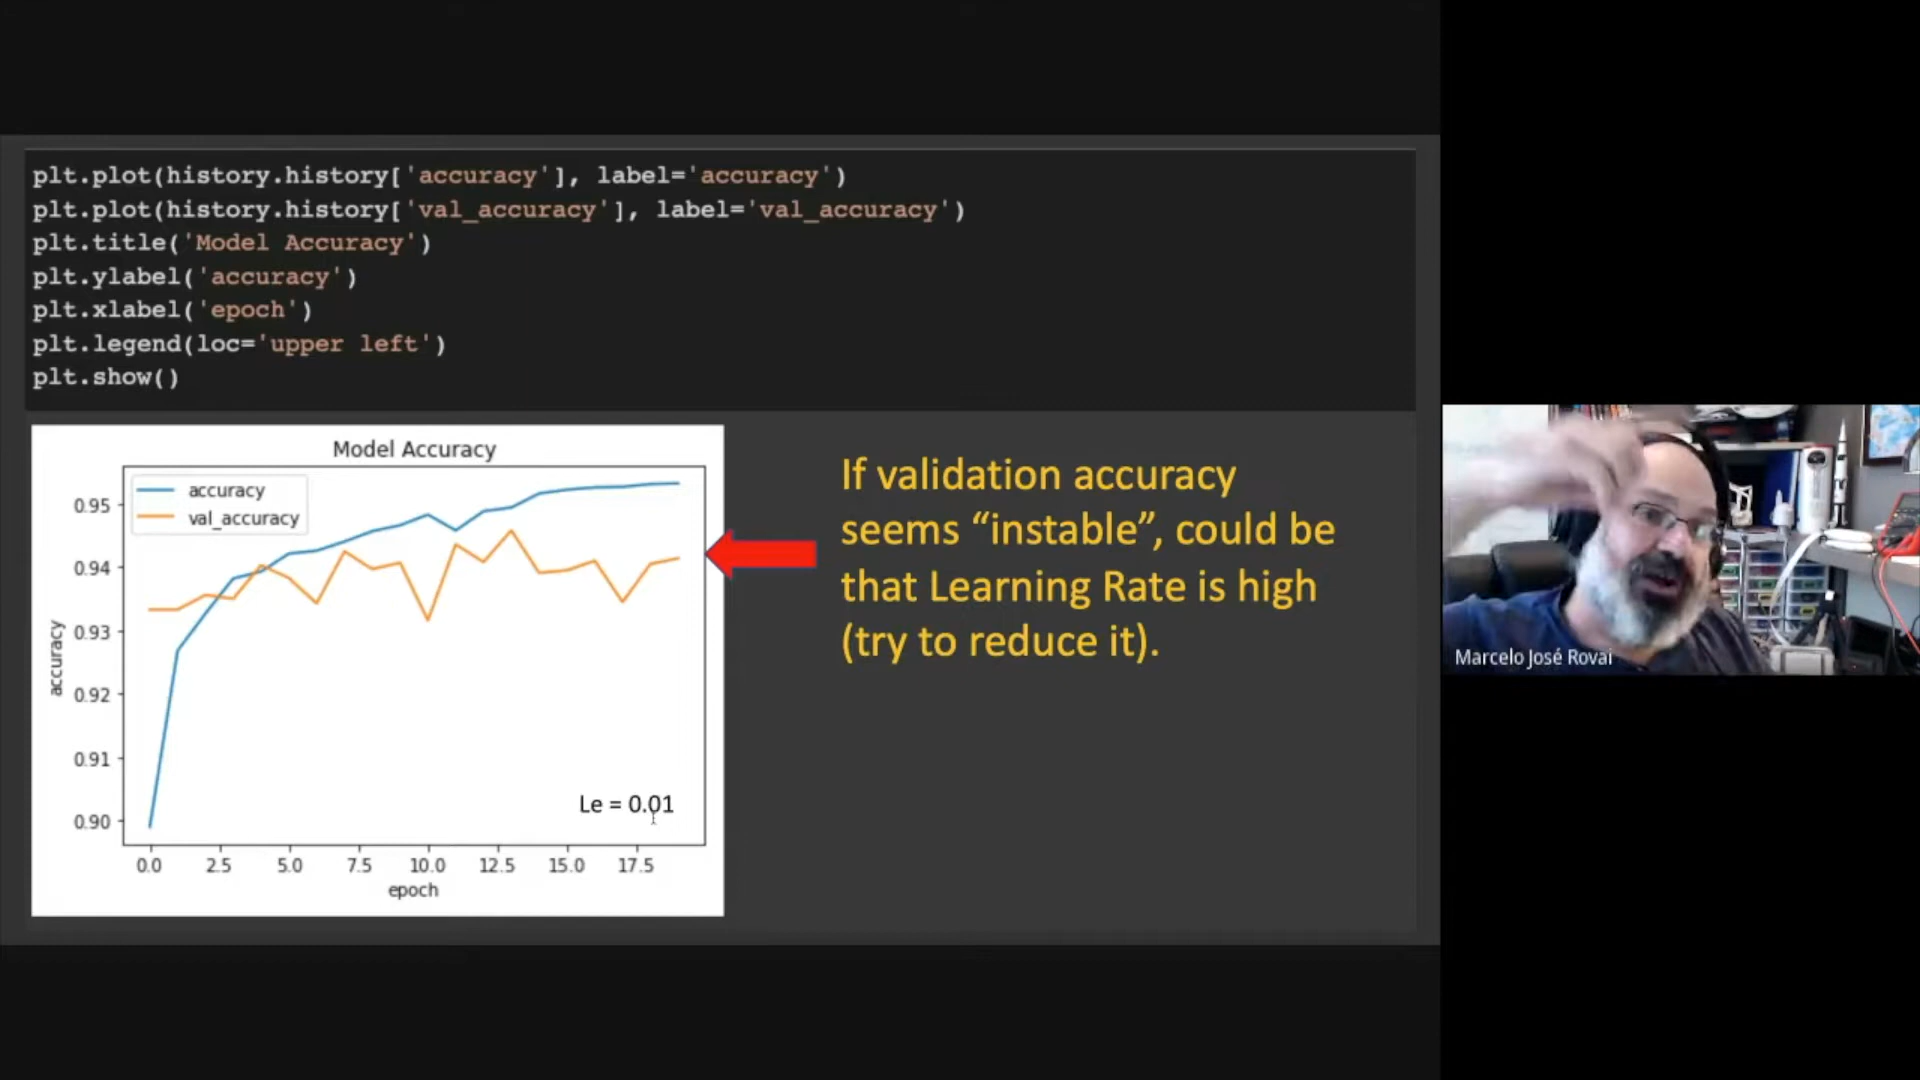 plt.plot(history.history['accuracy'], label='accuracy')
plt.plot(history.history['val_accuracy'], label='val_accuracy')
plt.title('Model Accuracy')
plt.ylabel('accuracy')
plt.xlabel('epoch')
plt.legend(loc='upper left')
plt.show()
Model Accuracy
accuracy
val_accuracy
0.95
0.94
0.93
0.92
0.91
0.90
accuracy
Le = 0.01
0.0 2.5 5.0 7.5 10.0 12.5 15.0 17.5
epoch
If validation accuracy
seems “instable”, could be
that Learning Rate is high
(try to reduce it).
Marcelo José Rovai